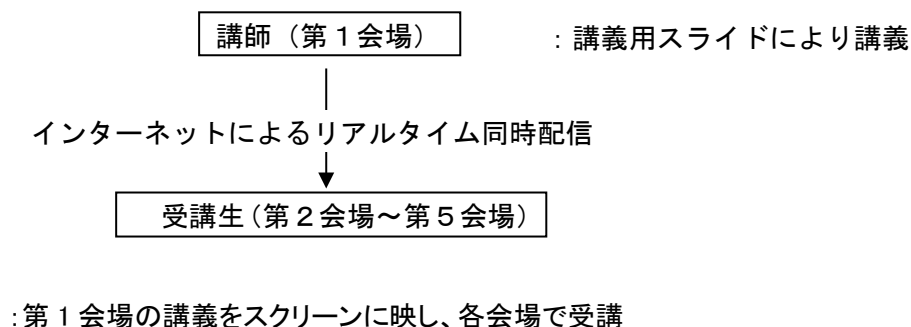 講師（第１会場）　：講義用スライドにより講義
インターネットによるリアルタイム同時配信
受講生（第２会場～第５会場）
：第１会場の講義をスクリーンに映し、各会場で受講